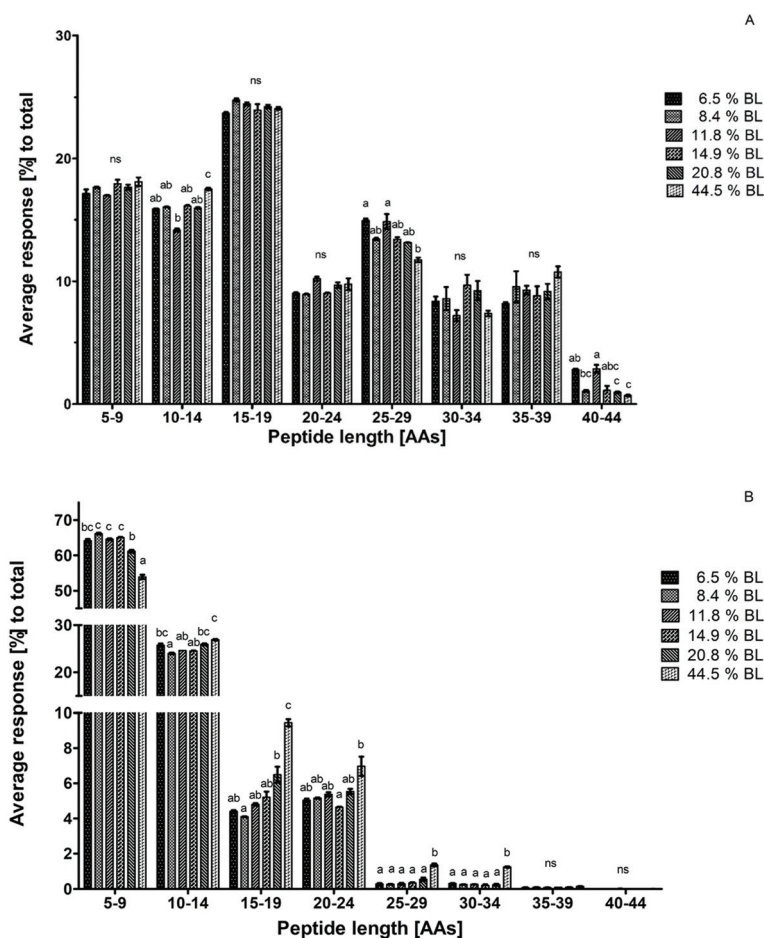 A
Average response [%] to total
30
20
10
0
ns
ab ab b ab ab c
ns
ns
a ab a ab ab b
ns
ns
ab bc a abc c c
5-9 10-14 15-19 20-24 25-29 30-34 35-39 40-44
Peptide length [AAs]
6.5 % BL
8.4 % BL
11.8 % BL
14.9 % BL
20.8 % BL
44.5 % BL
B
Average response [%] to total
70
60
50
30
20
10
8
6
4
2
0
bc c c c b a
bc a ab ab bc c
ab a ab ab b c
ab ab ab a ab b
a a a a a b
a a a a a b
ns
ns
5-9 10-14 15-19 20-24 25-29 30-34 35-39 40-44
Peptide length [AAs]
6.5 % BL
8.4 % BL
11.8 % BL
14.9 % BL
20.8 % BL
44.5 % BL